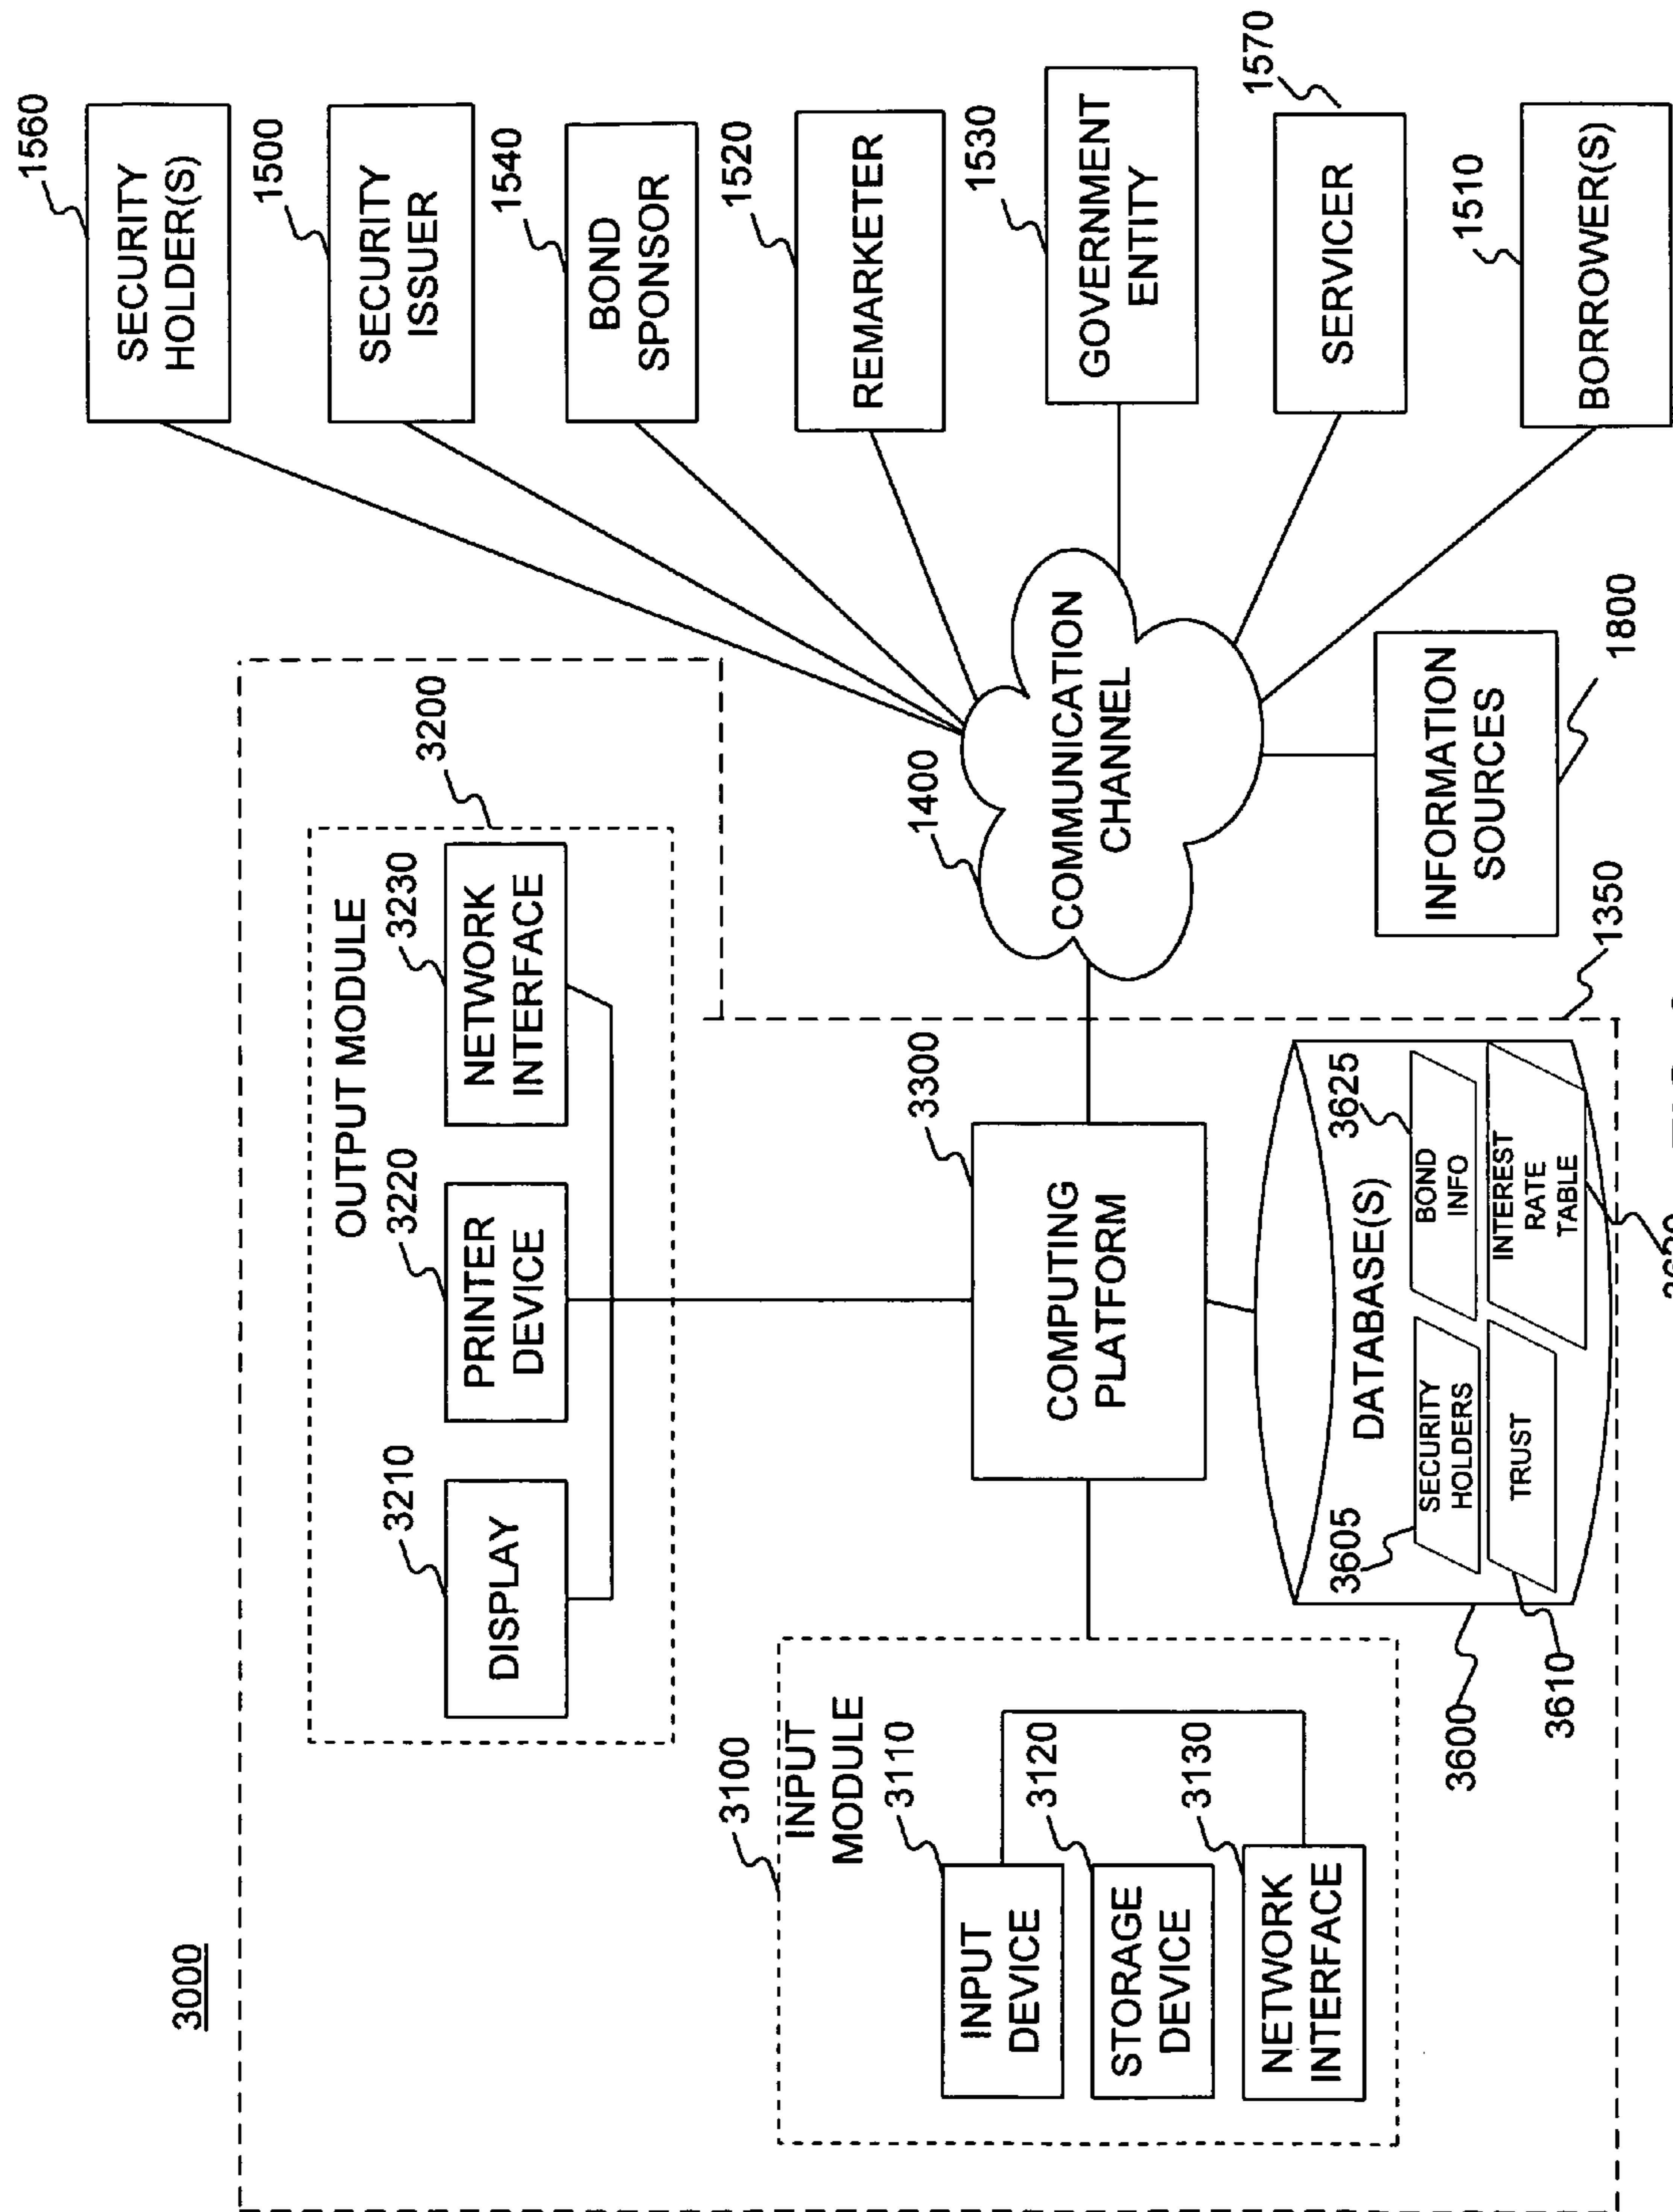 3000
3200
OUTPUT MODULE
3210
3220
3230
DISPLAY
PRINTER
DEVICE
NETWORK
INTERFACE
3100
INPUT
MODULE
3110
INPUT
DEVICE
3120
STORAGE
DEVICE
3130
NETWORK
INTERFACE
3300
COMPUTING
PLATFORM
DATABASE(S)
3605
SECURITY
HOLDERS
3625
BOND
INFO
TRUST
INTEREST
RATE
TABLE
3600
3610
1350
1400
COMMUNICATION
CHANNEL
INFORMATION
SOURCES
1800
1560
SECURITY
HOLDER(S)
1500
SECURITY
ISSUER
1540
BOND
SPONSOR
1520
REMARKETER
1530
GOVERNMENT
ENTITY
SERVICER
1570
1510
BORROWER(S)